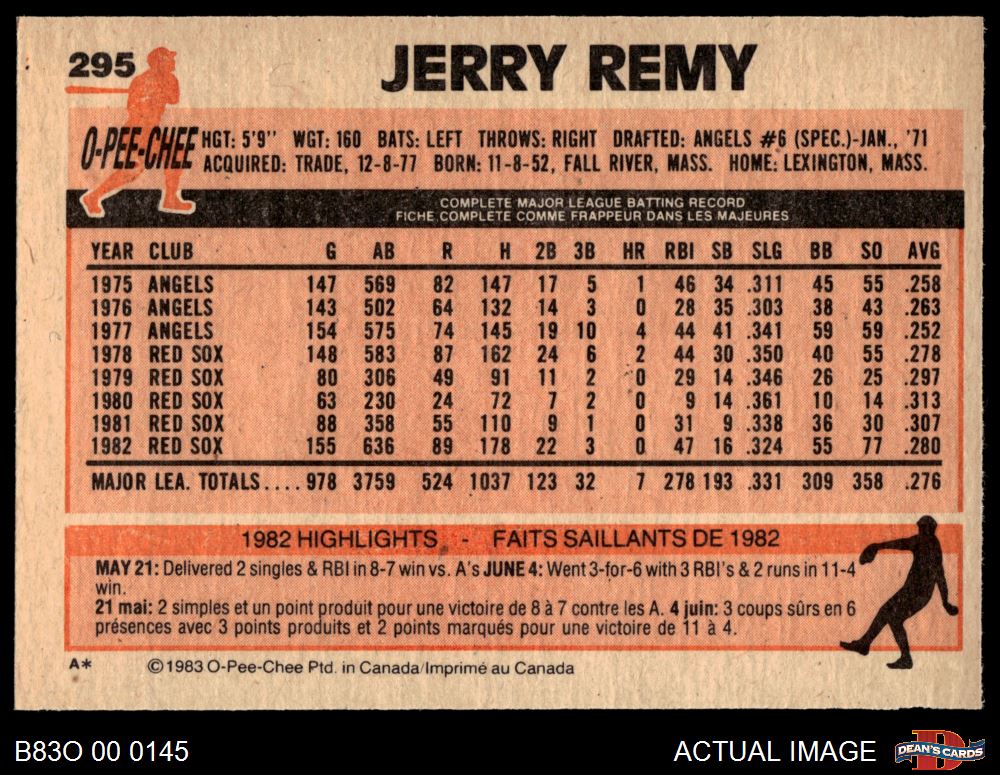 295 JERRY REMY
O-PEE-CHEE
HGT: 5'9" WGT: 160 BATS: LEFT THROWS: RIGHT DRAFTED: ANGELS #6 (SPEC.)-JAN., '71
ACQUIRED: TRADE, 12-8-77 BORN: 11-8-52, FALL RIVER, MASS. HOME: LEXINGTON, MASS.
COMPLETE MAJOR LEAGUE BATTING RECORD
FICHE COMPLETE COMME FRAPPEUR DANS LES MAJEURES
YEAR CLUB G AB R H 2B 3B HR RBI SB SLG BB SO AVG
1975 ANGELS 147 569 82 147 17 5 1 46 34 .311 45 55 .258
1976 ANGELS 143 502 64 132 14 3 0 28 35 .303 38 43 .263
1977 ANGELS 154 575 74 145 19 10 4 44 41 .341 59 59 .252
1978 RED SOX 148 583 87 162 24 6 2 44 30 .350 40 55 .278
1979 RED SOX 80 306 49 91 11 2 0 29 14 .346 26 25 .297
1980 RED SOX 63 230 24 72 7 2 0 9 14 .361 10 14 .313
1981 RED SOX 88 358 55 110 9 1 0 31 9 .338 36 30 .307
1982 RED SOX 155 636 89 178 22 3 0 47 16 .324 55 77 .280
MAJOR LEA. TOTALS....978 3759 524 1037 123 32 7 278 193 .331 309 358 .276
1982 HIGHLIGHTS - FAITS SAILLANTS DE 1982
MAY 21: Delivered 2 singles & RBI in 8-7 win vs. A's JUNE 4: Went 3-for-6 with 3 RBI's & 2 runs in 11-4
win.
21 mai: 2 simples et un point produit pour une victoire de 8 à 7 contre les A. 4 juin: 3 coups sûrs en 6
présences avec 3 points produits et 2 points marqués pour une victoire de 11 à 4.
A* ©1983 O-Pee-Chee Ptd. in Canada/Imprimé au Canada
B83O 00 0145 ACTUAL IMAGE DEAN'S CARDS